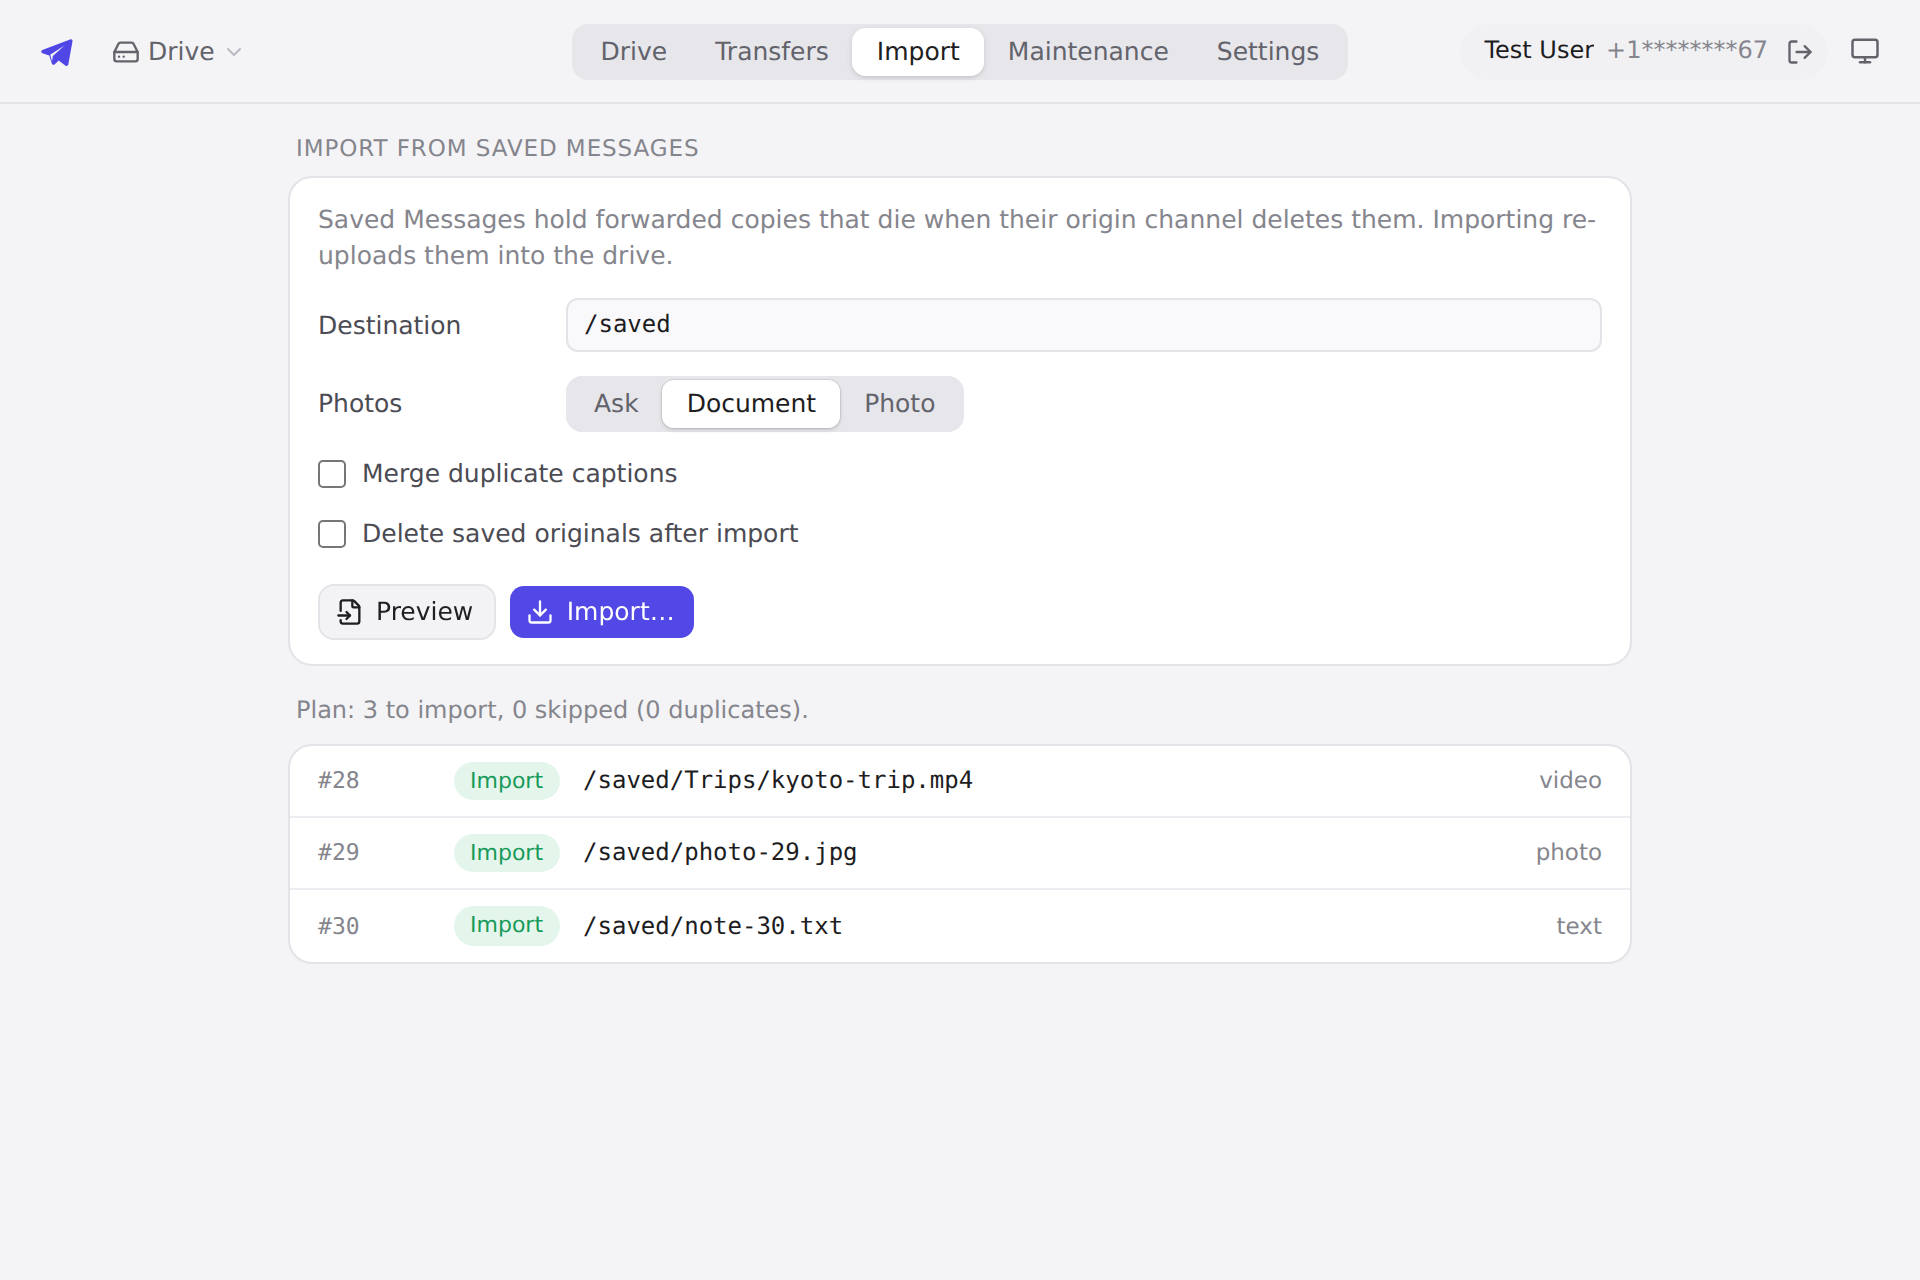 Drive
Drive Transfers Import Maintenance Settings
Test User +1********67
IMPORT FROM SAVED MESSAGES
Saved Messages hold forwarded copies that die when their origin channel deletes them. Importing re-
uploads them into the drive.
Destination /saved
Photos Ask Document Photo
Merge duplicate captions
Delete saved originals after import
Preview Import...
Plan: 3 to import, 0 skipped (0 duplicates).
#28 Import /saved/Trips/kyoto-trip.mp4 video
#29 Import /saved/photo-29.jpg photo
#30 Import /saved/note-30.txt text